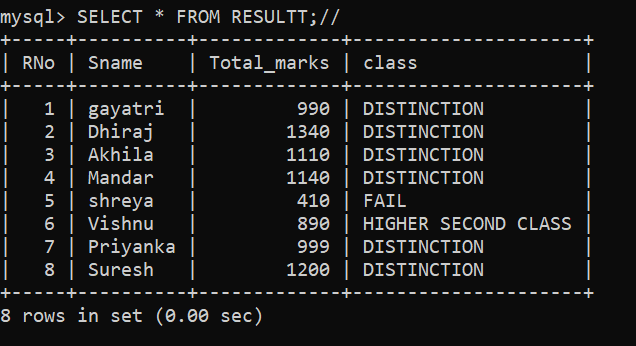 mysql> SELECT * FROM RESULTT;//
+-----+----------+-------------+---------------------+
| RNo | Sname    | Total_marks | class               |
+-----+----------+-------------+---------------------+
|   1 | gayatri  |         990 | DISTINCTION         |
|   2 | Dhiraj   |        1340 | DISTINCTION         |
|   3 | Akhila   |        1110 | DISTINCTION         |
|   4 | Mandar   |        1140 | DISTINCTION         |
|   5 | shreya   |         410 | FAIL                |
|   6 | Vishnu   |         890 | HIGHER SECOND CLASS |
|   7 | Priyanka |         999 | DISTINCTION         |
|   8 | Suresh   |        1200 | DISTINCTION         |
+-----+----------+-------------+---------------------+
8 rows in set (0.00 sec)